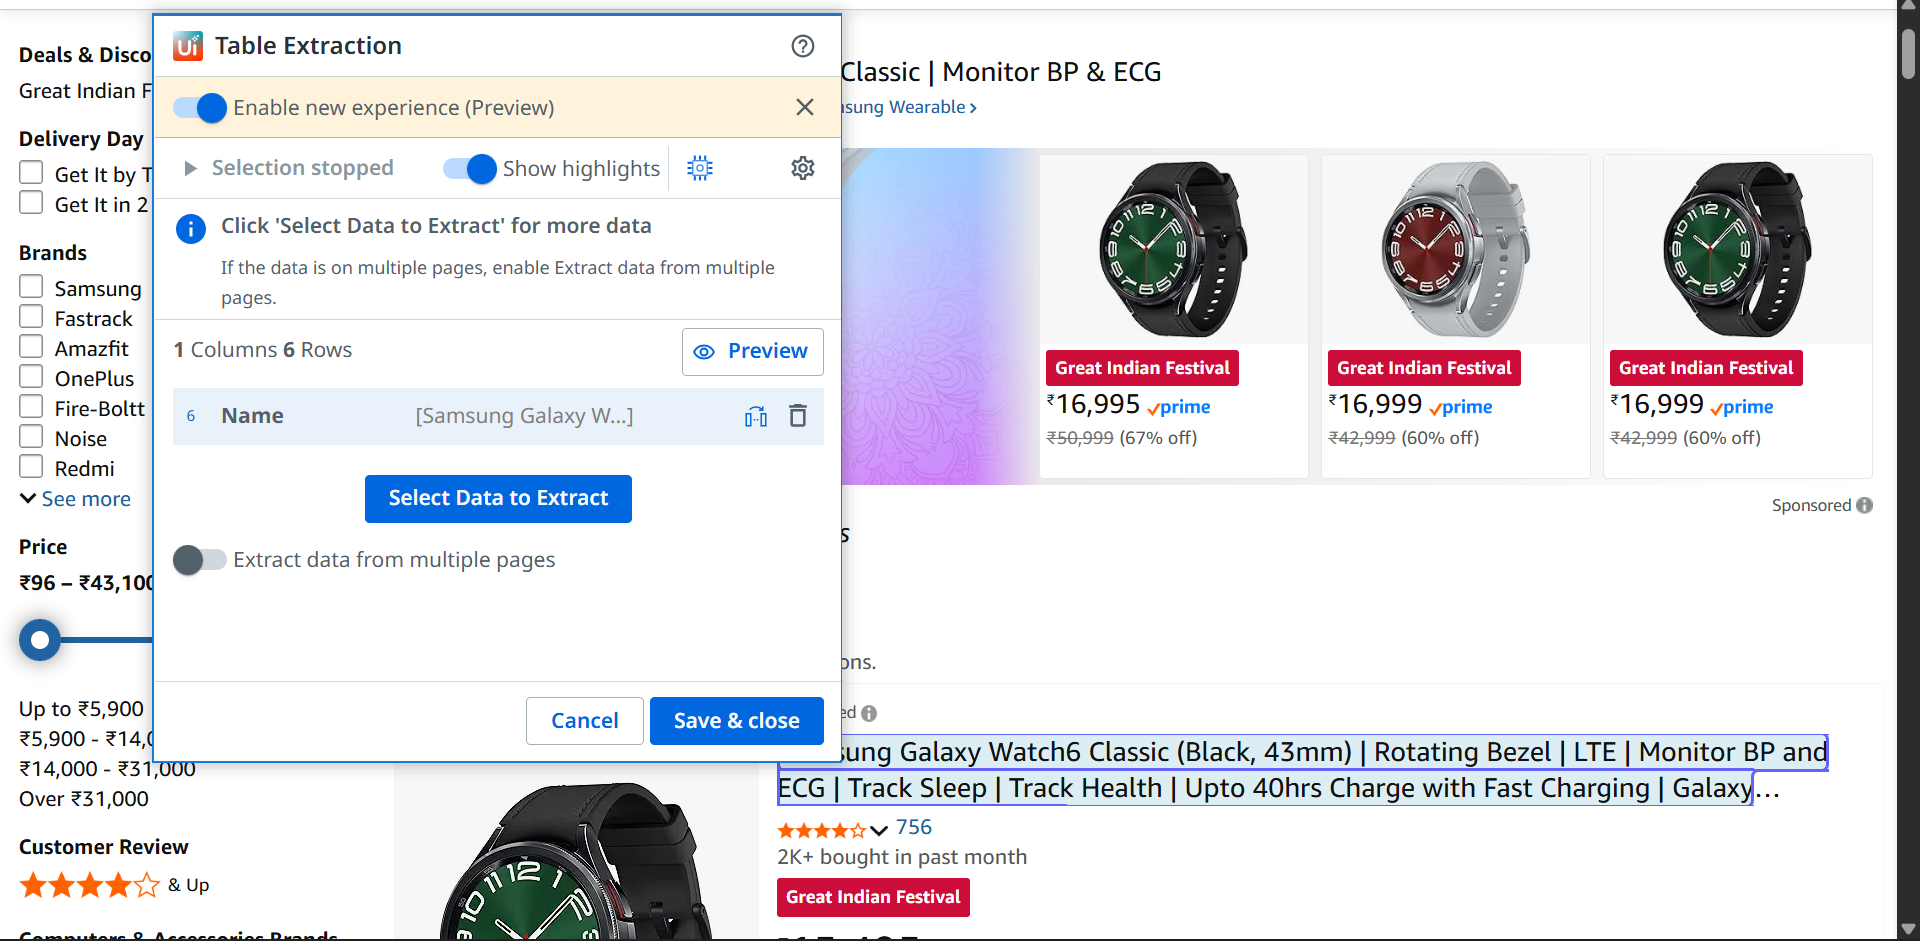 Deals & Disco
Great Indian F
Delivery Day
Get It by T
Get It in 2
Brands
Samsung
Fastrack
Amazfit
OnePlus
Fire-Boltt
Noise
Redmi
See more
Price
₹96 – ₹43,100
Up to ₹5,900
₹5,900 - ₹14,0
₹14,000 - ₹31,000
Over ₹31,000
Customer Review
& Up
Computers & Accessories Brands
Ui Table Extraction
Enable new experience (Preview)
Selection stopped
Show highlights
Click 'Select Data to Extract' for more data
If the data is on multiple pages, enable Extract data from multiple
pages.
1 Columns 6 Rows
Preview
6 Name [Samsung Galaxy W...]
Select Data to Extract
Extract data from multiple pages
Cancel
Save & close
Classic | Monitor BP & ECG
sung Wearable ›
Great Indian Festival
₹16,995 prime
₹50,999 (67% off)
Great Indian Festival
₹16,999 prime
₹42,999 (60% off)
Great Indian Festival
₹16,999 prime
₹42,999 (60% off)
Sponsored
s
ons.
ed
sung Galaxy Watch6 Classic (Black, 43mm) | Rotating Bezel | LTE | Monitor BP and
ECG | Track Sleep | Track Health | Upto 40hrs Charge with Fast Charging | Galaxy…
756
2K+ bought in past month
Great Indian Festival